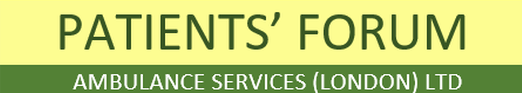 PATIENTS’ FORUM
AMBULANCE SERVICES (LONDON) LTD